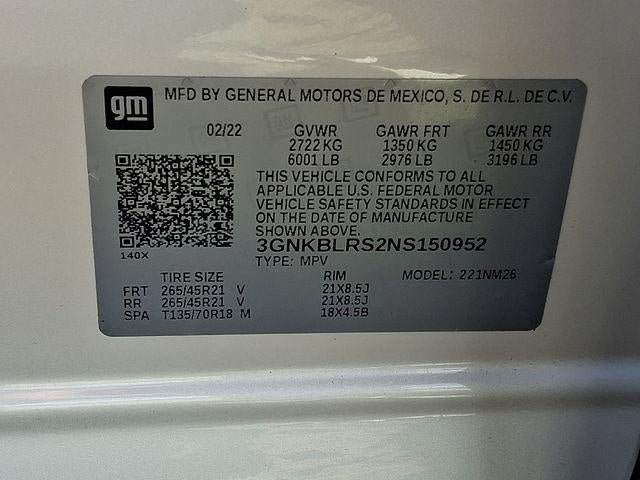 gm MFD BY GENERAL MOTORS DE MEXICO, S. DE R.L. DE C.V.
02/22 GVWR GAWR FRT GAWR RR
2722 KG 1350 KG 1450 KG
6001 LB 2976 LB 3196 LB
THIS VEHICLE CONFORMS TO ALL
APPLICABLE U.S. FEDERAL MOTOR
VEHICLE SAFETY STANDARDS IN EFFECT
ON THE DATE OF MANUFACTURE
SHOWN ABOVE.
3GNKBLRS2NS150952
140X TYPE: MPV
TIRE SIZE RIM MODEL: 221NM26
FRT 265/45R21 V 21X8.5J
RR 265/45R21 V 21X8.5J
SPA T135/70R18 M 18X4.5B